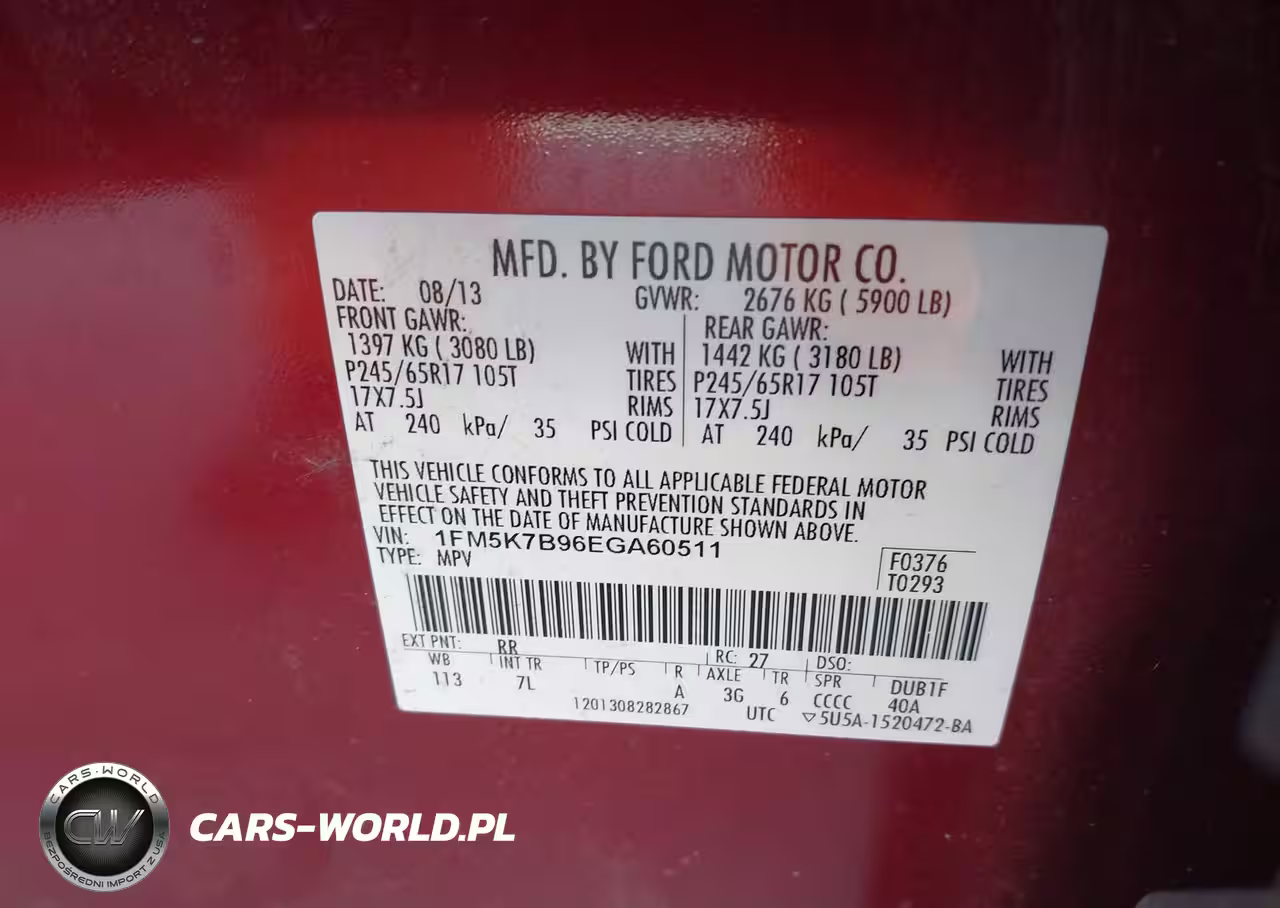 MFD. BY FORD MOTOR CO.
DATE: 08/13 GVWR: 2676 KG ( 5900 LB)
FRONT GAWR: REAR GAWR:
1397 KG ( 3080 LB) WITH 1442 KG ( 3180 LB) WITH
P245/65R17 105T TIRES P245/65R17 105T TIRES
17X7.5J RIMS 17X7.5J RIMS
AT 240 kPa/ 35 PSI COLD AT 240 kPa/ 35 PSI COLD
THIS VEHICLE CONFORMS TO ALL APPLICABLE FEDERAL MOTOR
VEHICLE SAFETY AND THEFT PREVENTION STANDARDS IN
EFFECT ON THE DATE OF MANUFACTURE SHOWN ABOVE.
VIN: 1FM5K7B96EGA60511
TYPE: MPV
F0376
T0293
EXT PNT: RR RC: 27 DSO:
WB INT TR TP/PS R AXLE TR SPR DUB1F
113 7L A 3G 6 CCCC 40A
1201308282867 UTC ▽5U5A-1520472-BA
CARS-WORLD
CW
BEZPOŚREDNI IMPORT Z USA
CARS-WORLD.PL